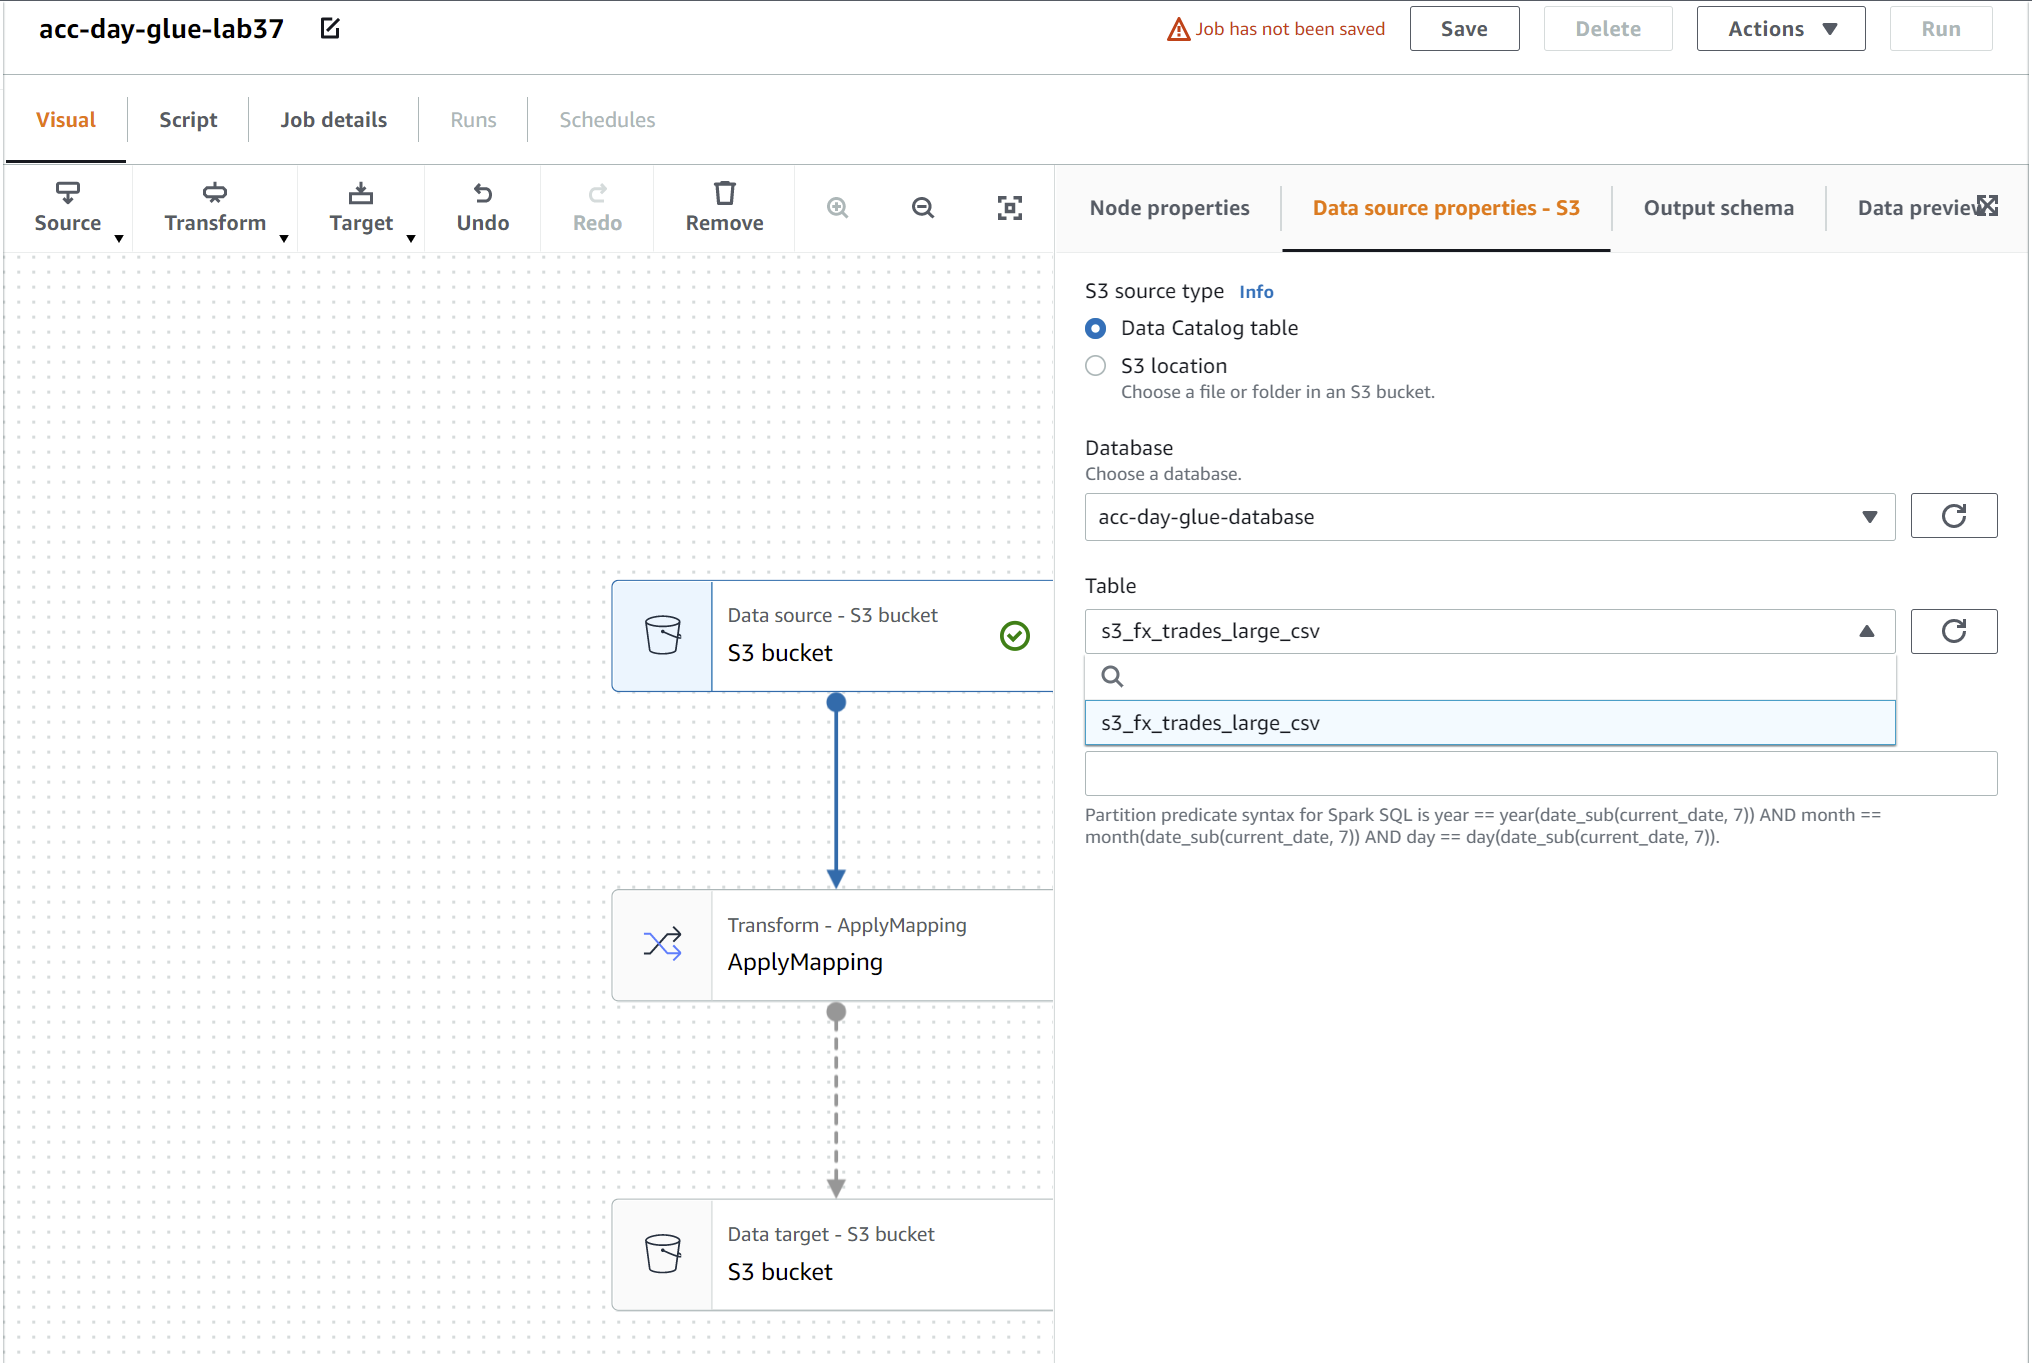 acc-day-glue-lab37
Job has not been saved
Save
Delete
Actions
Run
Visual
Script
Job details
Runs
Schedules
Source
Transform
Target
Undo
Redo
Remove
Node properties
Data source properties - S3
Output schema
Data preview
S3 source type Info
Data Catalog table
S3 location
Choose a file or folder in an S3 bucket.
Database
Choose a database.
acc-day-glue-database
Table
s3_fx_trades_large_csv
s3_fx_trades_large_csv
Partition predicate syntax for Spark SQL is year == year(date_sub(current_date, 7)) AND month ==
month(date_sub(current_date, 7)) AND day == day(date_sub(current_date, 7)).
Data source - S3 bucket
S3 bucket
Transform - ApplyMapping
ApplyMapping
Data target - S3 bucket
S3 bucket